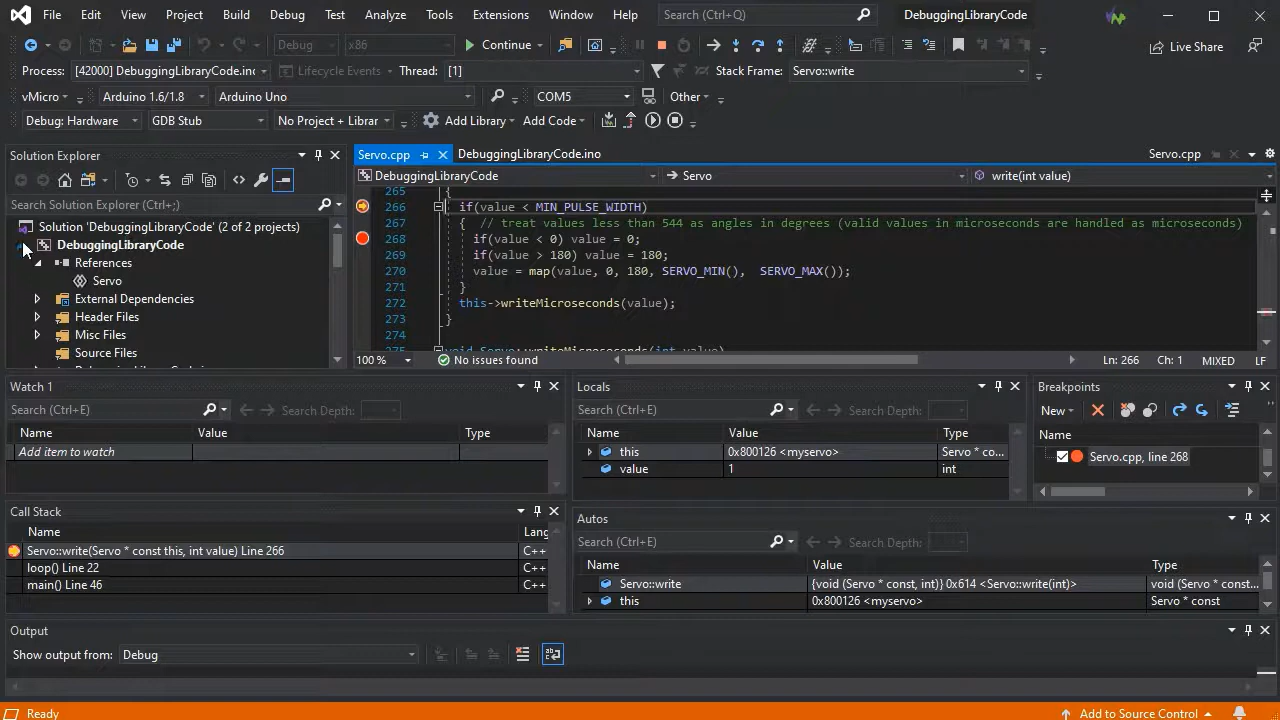 File Edit View Project Build Debug Test Analyze Tools Extensions Window Help Search (Ctrl+Q) DebuggingLibraryCode
Debug x86 Continue Live Share
Process: [42000] DebuggingLibraryCode.inc Lifecycle Events Thread: [1] Stack Frame: Servo::write
vMicro Arduino 1.6/1.8 Arduino Uno COM5 Other
Debug: Hardware GDB Stub No Project + Librar Add Library Add Code
Solution Explorer
Search Solution Explorer (Ctrl+;)
Solution 'DebuggingLibraryCode' (2 of 2 projects)
DebuggingLibraryCode
References
Servo
External Dependencies
Header Files
Misc Files
Source Files
Servo.cpp DebuggingLibraryCode.ino Servo.cpp
DebuggingLibraryCode Servo write(int value)
265 {
266 if(value < MIN_PULSE_WIDTH)
267 { // treat values less than 544 as angles in degrees (valid values in microseconds are handled as microseconds)
268 if(value < 0) value = 0;
269 if(value > 180) value = 180;
270 value = map(value, 0, 180, SERVO_MIN(), SERVO_MAX());
271 }
272 this->writeMicroseconds(value);
273 }
274
275 void Servo::writeMicroseconds(int value)
100 % No issues found Ln: 266 Ch: 1 MIXED LF
Watch 1
Search (Ctrl+E) Search Depth:
Name Value Type
Add item to watch
Locals
Search (Ctrl+E) Search Depth:
Name Value Type
this 0x800126 <myservo> Servo * co...
value 1 int
Breakpoints
New
Name
Servo.cpp, line 268
Call Stack
Name Lang
Servo::write(Servo * const this, int value) Line 266 C++
loop() Line 22 C++
main() Line 46 C++
Autos
Search (Ctrl+E) Search Depth:
Name Value Type
Servo::write {void (Servo * const, int)} 0x614 <Servo::write(int)> void (Servo * const...
this 0x800126 <myservo> Servo * const
Output
Show output from: Debug
Ready Add to Source Control